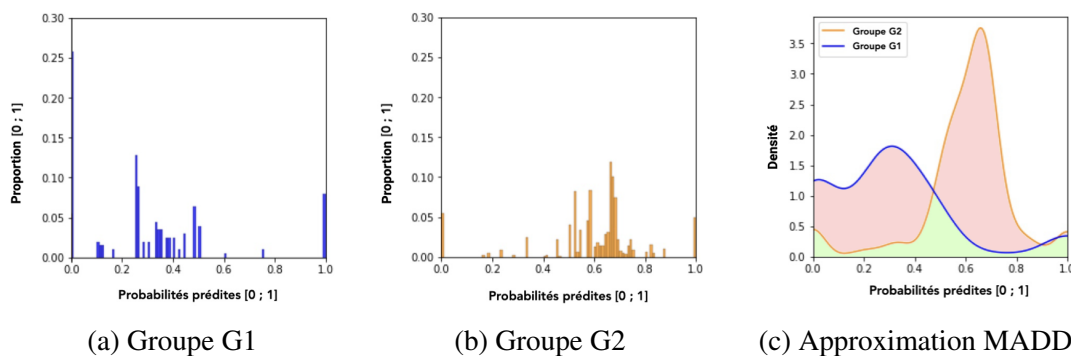 0.30
0.25
0.20
0.15
0.10
0.05
0.00
Proportion [0 ; 1]
0.0 0.2 0.4 0.6 0.8 1.0
Probabilités prédites [0 ; 1]
(a) Groupe G1
0.30
0.25
0.20
0.15
0.10
0.05
0.00
Proportion [0 ; 1]
0.0 0.2 0.4 0.6 0.8 1.0
Probabilités prédites [0 ; 1]
(b) Groupe G2
Groupe G2
Groupe G1
3.5
3.0
2.5
2.0
1.5
1.0
0.5
0.0
Densité
0.0 0.2 0.4 0.6 0.8 1.0
Probabilités prédites [0 ; 1]
(c) Approximation MADD